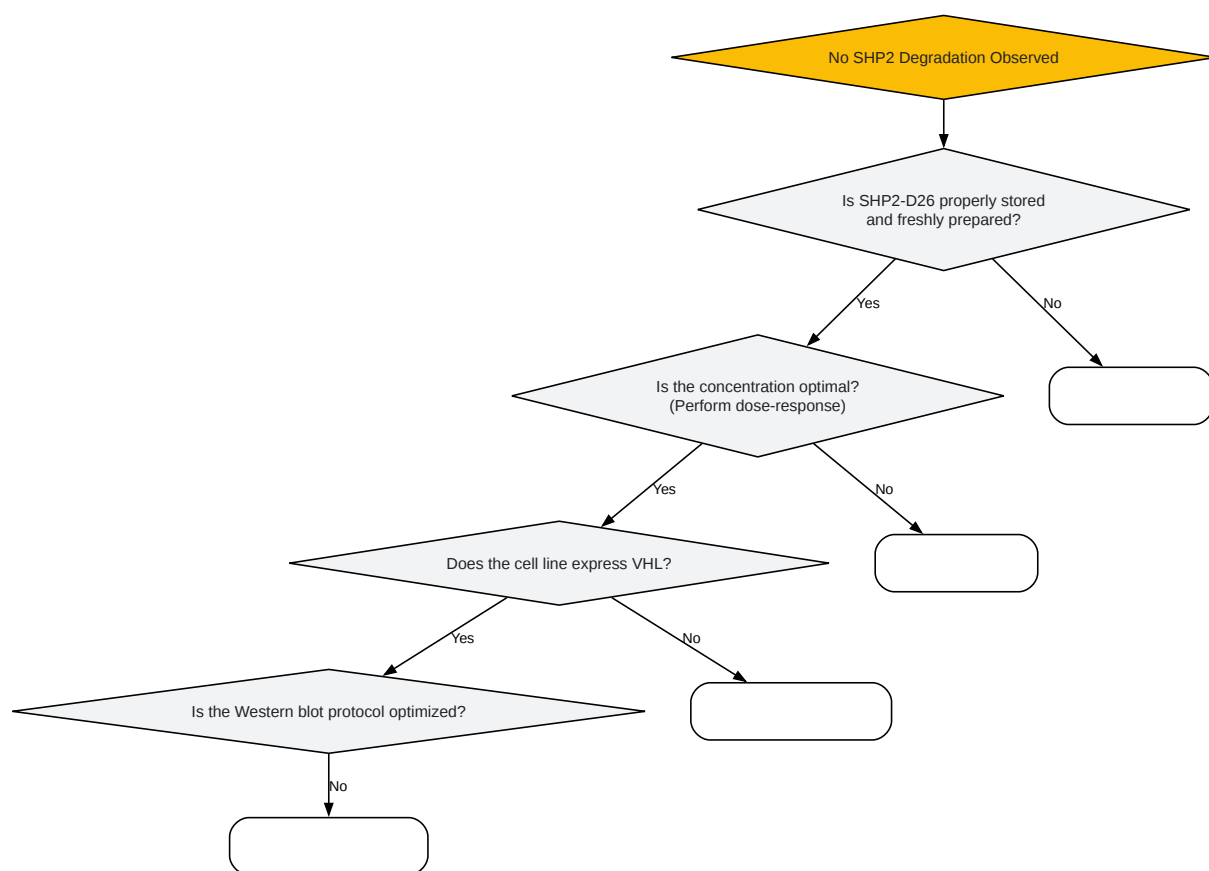 No SHP2 Degradation Observed
Is SHP2-D26 properly stored
and freshly prepared?
Yes
No
Is the concentration optimal?
(Perform dose-response)
Yes
No
Does the cell line express VHL?
Yes
No
Is the Western blot protocol optimized?
No